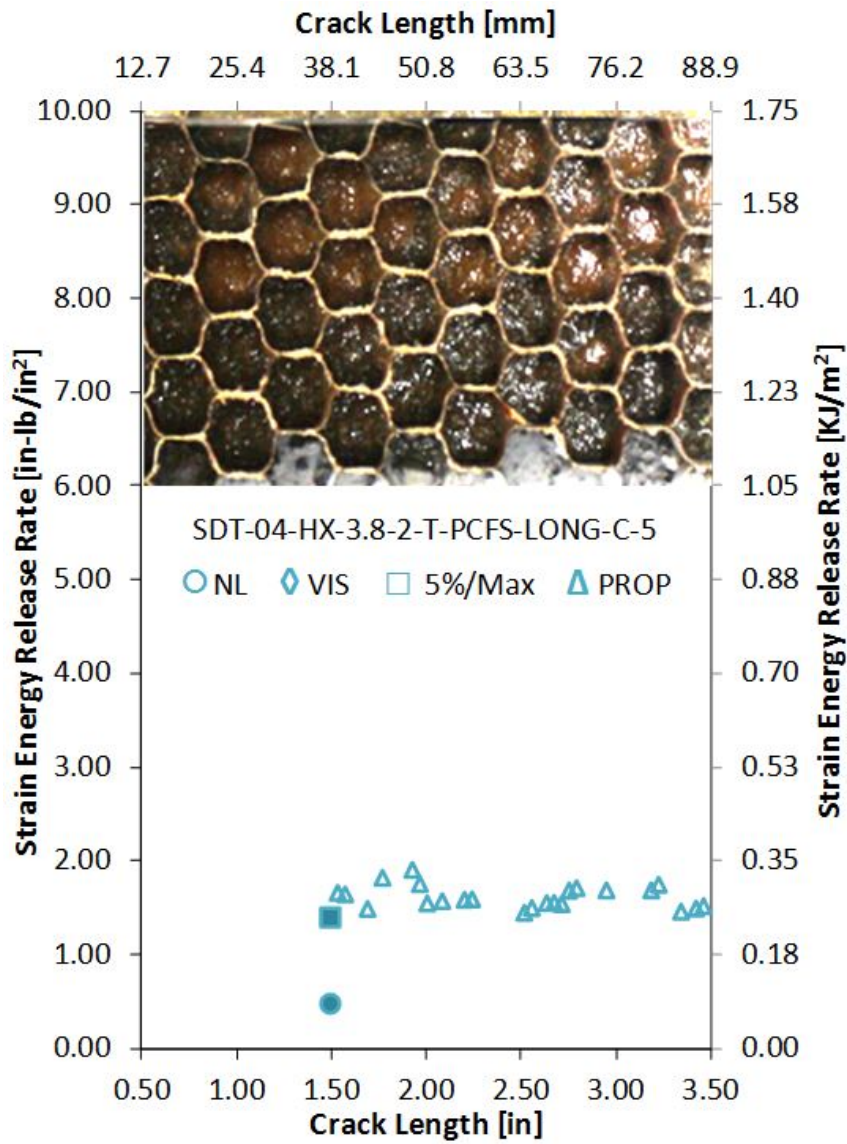 Crack Length [mm]
12.7 25.4 38.1 50.8 63.5 76.2 88.9
Strain Energy Release Rate [in-lb/in²]
10.00
9.00
8.00
7.00
6.00
5.00
4.00
3.00
2.00
1.00
0.00
SDT-04-HX-3.8-2-T-PCFS-LONG-C-5
NL VIS 5%/Max PROP
1.75
1.58
1.40
1.23
1.05
0.88
0.70
0.53
0.35
0.18
0.00
Strain Energy Release Rate [KJ/m²]
0.50 1.00 1.50 2.00 2.50 3.00 3.50
Crack Length [in]